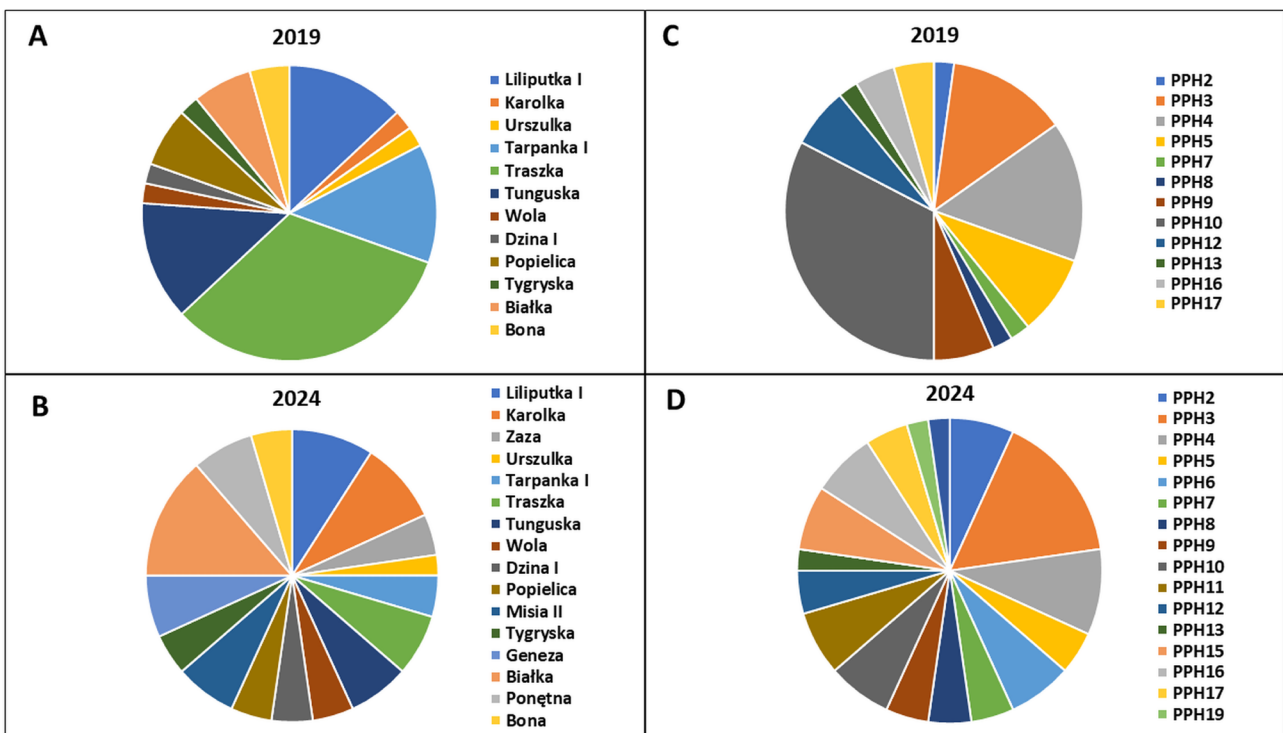 A
2019
Liliputka I
Karolka
Urszulka
Tarpanka I
Traszka
Tunguska
Wola
Dzina I
Popielica
Tygryska
Białka
Bona
C
2019
PPH2
PPH3
PPH4
PPH5
PPH7
PPH8
PPH9
PPH10
PPH12
PPH13
PPH16
PPH17
B
2024
Liliputka I
Karolka
Zaza
Urszulka
Tarpanka I
Traszka
Tunguska
Wola
Dzina I
Popielica
Misia II
Tygryska
Geneza
Białka
Ponętna
Bona
D
2024
PPH2
PPH3
PPH4
PPH5
PPH6
PPH7
PPH8
PPH9
PPH10
PPH11
PPH12
PPH13
PPH15
PPH16
PPH17
PPH19